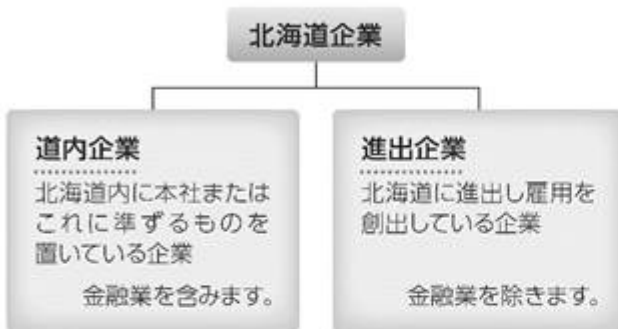 北海道企業
道内企業
北海道内に本社または
これに準ずるものを
置いている企業
金融業を含みます。
進出企業
北海道に進出し雇用を
創出している企業
金融業を除きます。